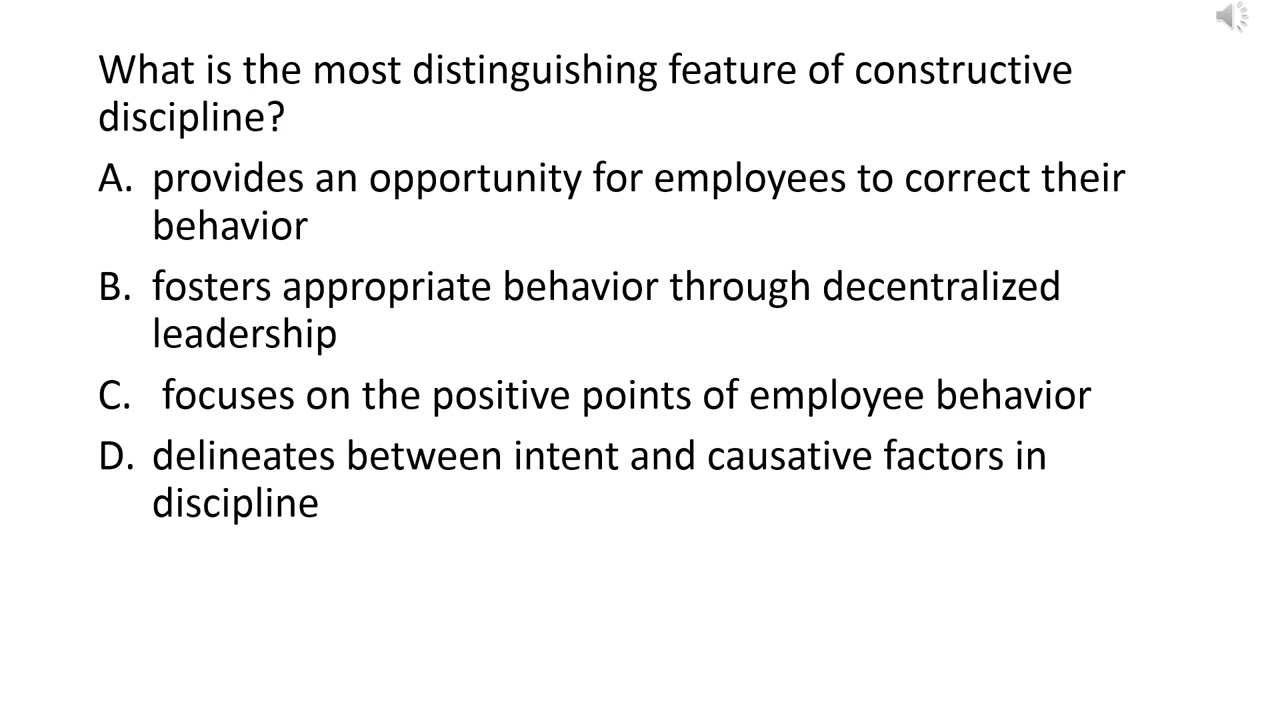 What is the most distinguishing feature of constructive
discipline?
A. provides an opportunity for employees to correct their
behavior
B. fosters appropriate behavior through decentralized
leadership
C. focuses on the positive points of employee behavior
D. delineates between intent and causative factors in
discipline